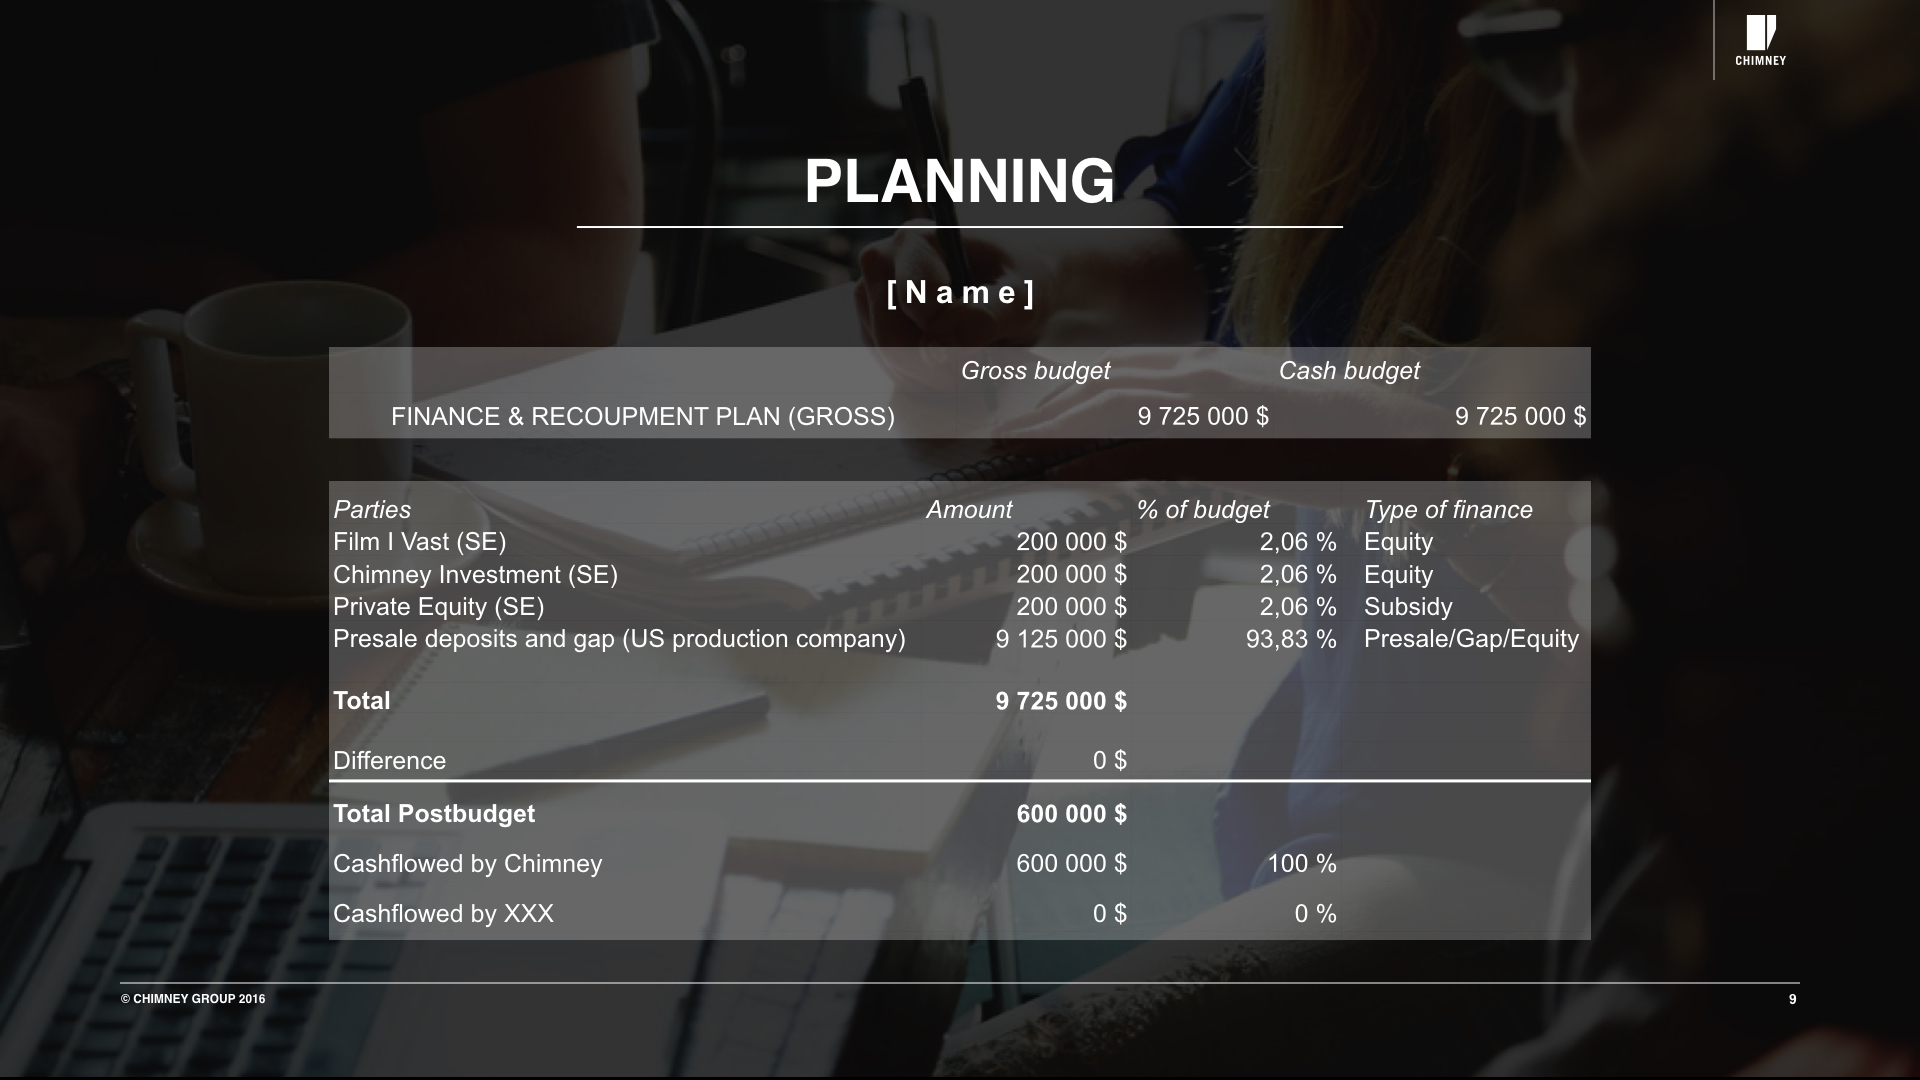 CHIMNEY
PLANNING
[Name]
Gross budget Cash budget
FINANCE & RECOUPMENT PLAN (GROSS) 9 725 000 $ 9 725 000 $
Parties Amount % of budget Type of finance
Film I Vast (SE) 200 000 $ 2,06 % Equity
Chimney Investment (SE) 200 000 $ 2,06 % Equity
Private Equity (SE) 200 000 $ 2,06 % Subsidy
Presale deposits and gap (US production company) 9 125 000 $ 93,83 % Presale/Gap/Equity
Total 9 725 000 $
Difference 0 $
Total Postbudget 600 000 $
Cashflowed by Chimney 600 000 $ 100 %
Cashflowed by XXX 0 $ 0 %
© CHIMNEY GROUP 2016 9